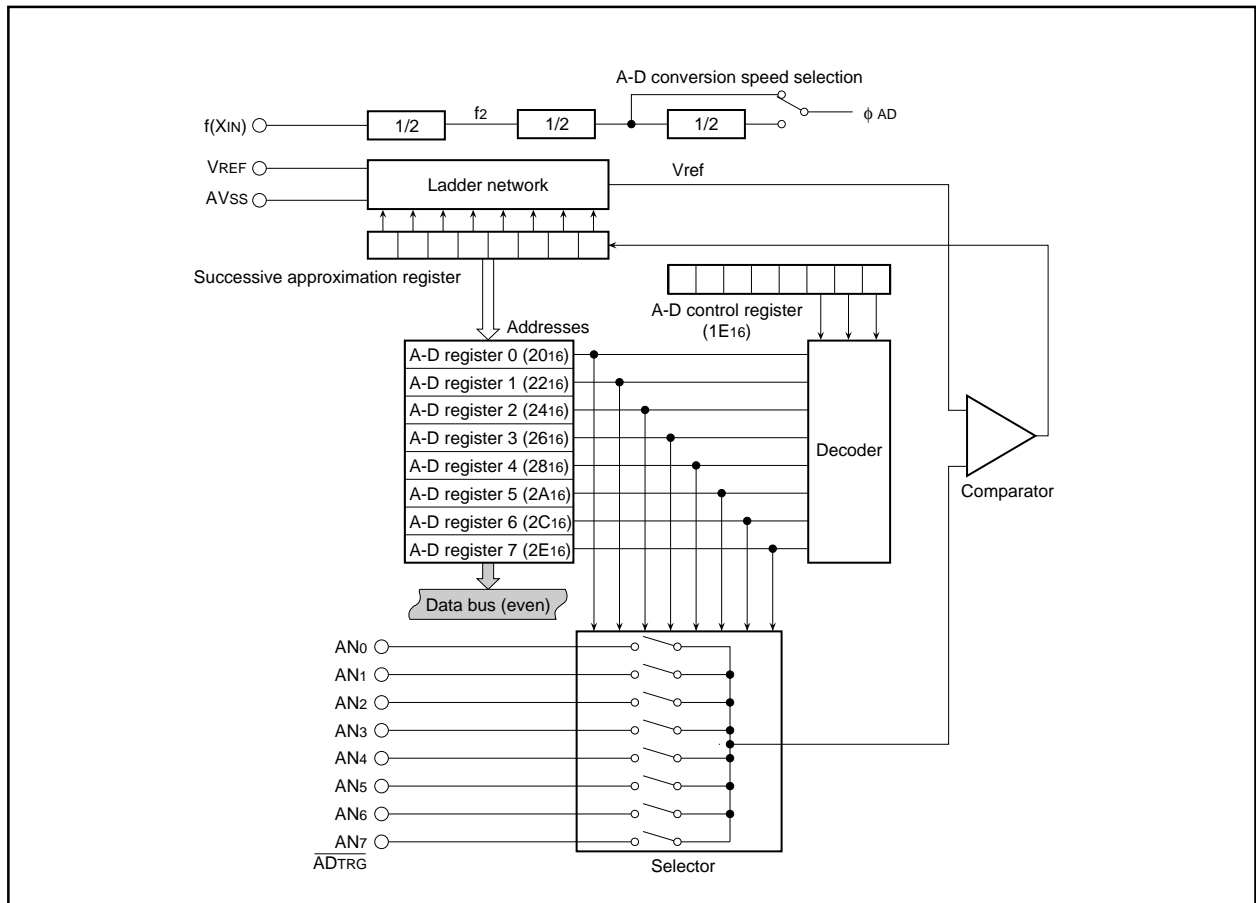 A-D conversion speed selection
f(XIN)
1/2
f2
1/2
1/2
ϕ AD
VREF
AVSS
Ladder network
Vref
Successive approximation register
A-D control register
(1E16)
Addresses
A-D register 0 (2016)
A-D register 1 (2216)
A-D register 2 (2416)
A-D register 3 (2616)
A-D register 4 (2816)
A-D register 5 (2A16)
A-D register 6 (2C16)
A-D register 7 (2E16)
Decoder
Comparator
Data bus (even)
AN0
AN1
AN2
AN3
AN4
AN5
AN6
AN7
ADTRG
Selector